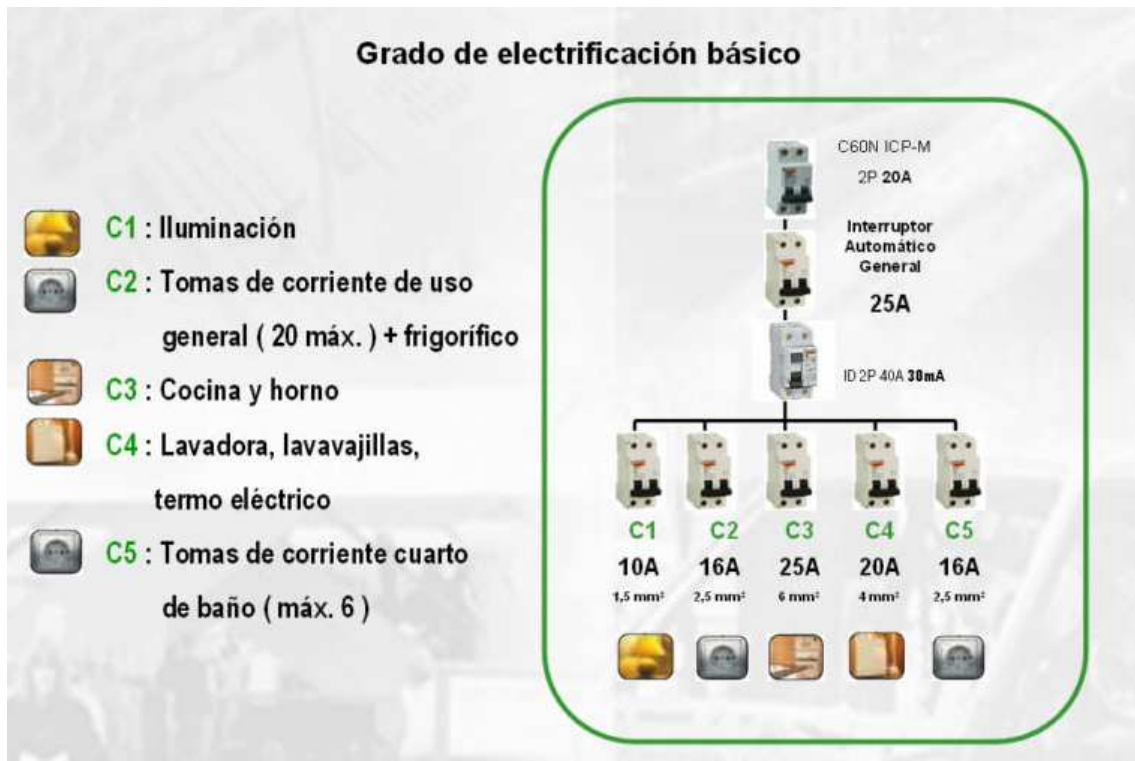 Grado de electrificación básico
C1 : Iluminación
C2 : Tomas de corriente de uso
general ( 20 máx. ) + frigorífico
C3 : Cocina y horno
C4 : Lavadora, lavavajillas,
termo eléctrico
C5 : Tomas de corriente cuarto
de baño ( máx. 6 )
C60N ICP-M
2P 20A
Interruptor
Automático
General
25A
ID 2P 40A 30mA
C1 C2 C3 C4 C5
10A 16A 25A 20A 16A
1,5 mm² 2,5 mm² 6 mm² 4 mm² 2,5 mm²